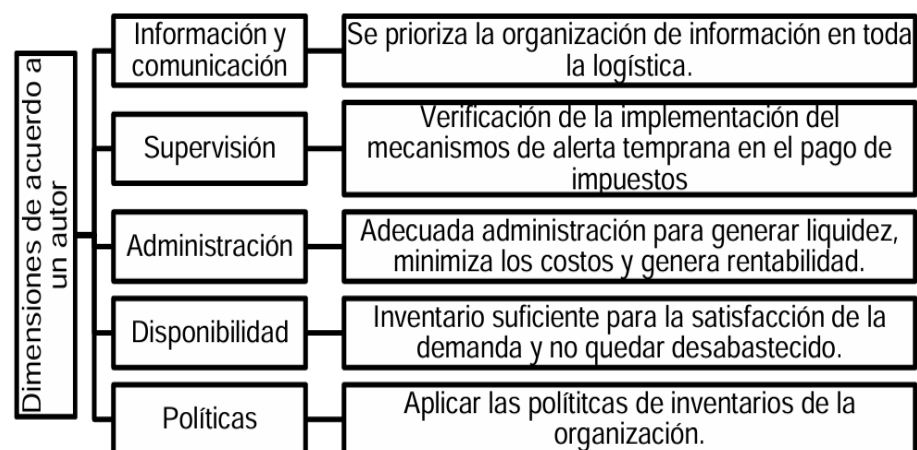 Dimensiones de acuerdo a
un autor
Información y
comunicación
Se prioriza la organización de información en toda
la logística.
Supervisión
Verificación de la implementación del
mecanismos de alerta temprana en el pago de
impuestos
Administración
Adecuada administración para generar liquidez,
minimiza los costos y genera rentabilidad.
Disponibilidad
Inventario suficiente para la satisfacción de la
demanda y no quedar desabastecido.
Políticas
Aplicar las polítitcas de inventarios de la
organización.